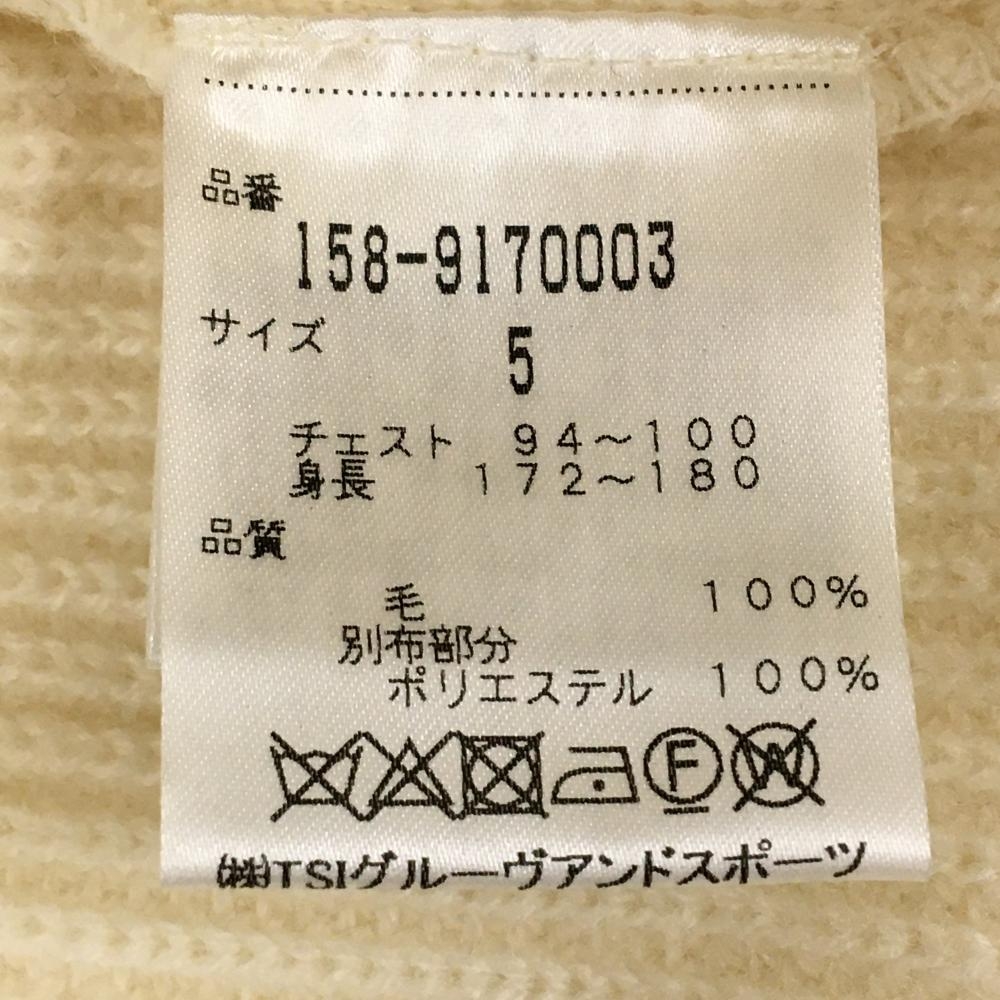 品番
158-9170003
サイズ
5
チェスト 94～100
身長 172～180
品質
毛 100%
別布部分
ポリエステル 100%
F W
㈱TSIグルーヴアンドスポーツ